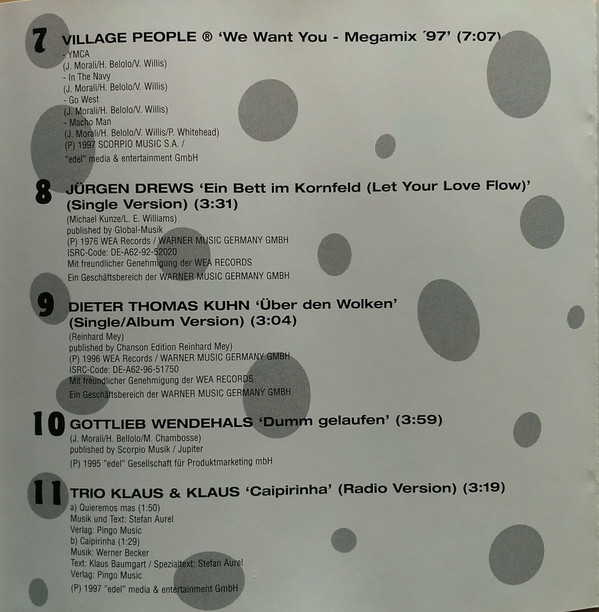 7 VILLAGE PEOPLE ® ‘We Want You - Megamix ´97’ (7:07)
- YMCA
(J. Morali/H. Belolo/V. Willis)
- In The Navy
(J. Morali/H. Belolo/V. Willis)
- Go West
(J. Morali/H. Belolo/V. Willis)
- Macho Man
(J. Morali/H. Belolo/V. Willis/P. Whitehead)
(P) 1997 SCORPIO MUSIC S.A. /
"edel" media & entertainment GmbH
8 JÜRGEN DREWS ‘Ein Bett im Kornfeld (Let Your Love Flow)’
(Single Version) (3:31)
(Michael Kunze/L. E. Williams)
published by Global-Musik
(P) 1976 WEA Records / WARNER MUSIC GERMANY GMBH
ISRC-Code: DE-A62-92-52020
Mit freundlicher Genehmigung der WEA RECORDS
Ein Geschäftsbereich der WARNER MUSIC GERMANY GMBH
9 DIETER THOMAS KUHN ‘Über den Wolken’
(Single/Album Version) (3:04)
(Reinhard Mey)
published by Chanson Edition Reinhard Mey)
(P) 1996 WEA Records / WARNER MUSIC GERMANY GMBH
ISRC-Code: DE-A62-96-51750
Mit freundlicher Genehmigung der WEA RECORDS
Ein Geschäftsbereich der WARNER MUSIC GERMANY GMBH
10 GOTTLIEB WENDEHALS ‘Dumm gelaufen’ (3:59)
(J. Morali/H. Bellolo/M. Chambosse)
published by Scorpio Musik / Jupiter
(P) 1995 "edel" Gesellschaft für Produktmarketing mbH
11 TRIO KLAUS & KLAUS ‘Caipirinha’ (Radio Version) (3:19)
a) Quieremos mas (1:50)
Musik und Text: Stefan Aurel
Verlag: Pingo Music
b) Caipirinha (1:29)
Musik: Werner Becker
Text: Klaus Baumgart / Spezialtext: Stefan Aurel
Verlag: Pingo Music
(P) 1997 "edel" media & entertainment GmbH